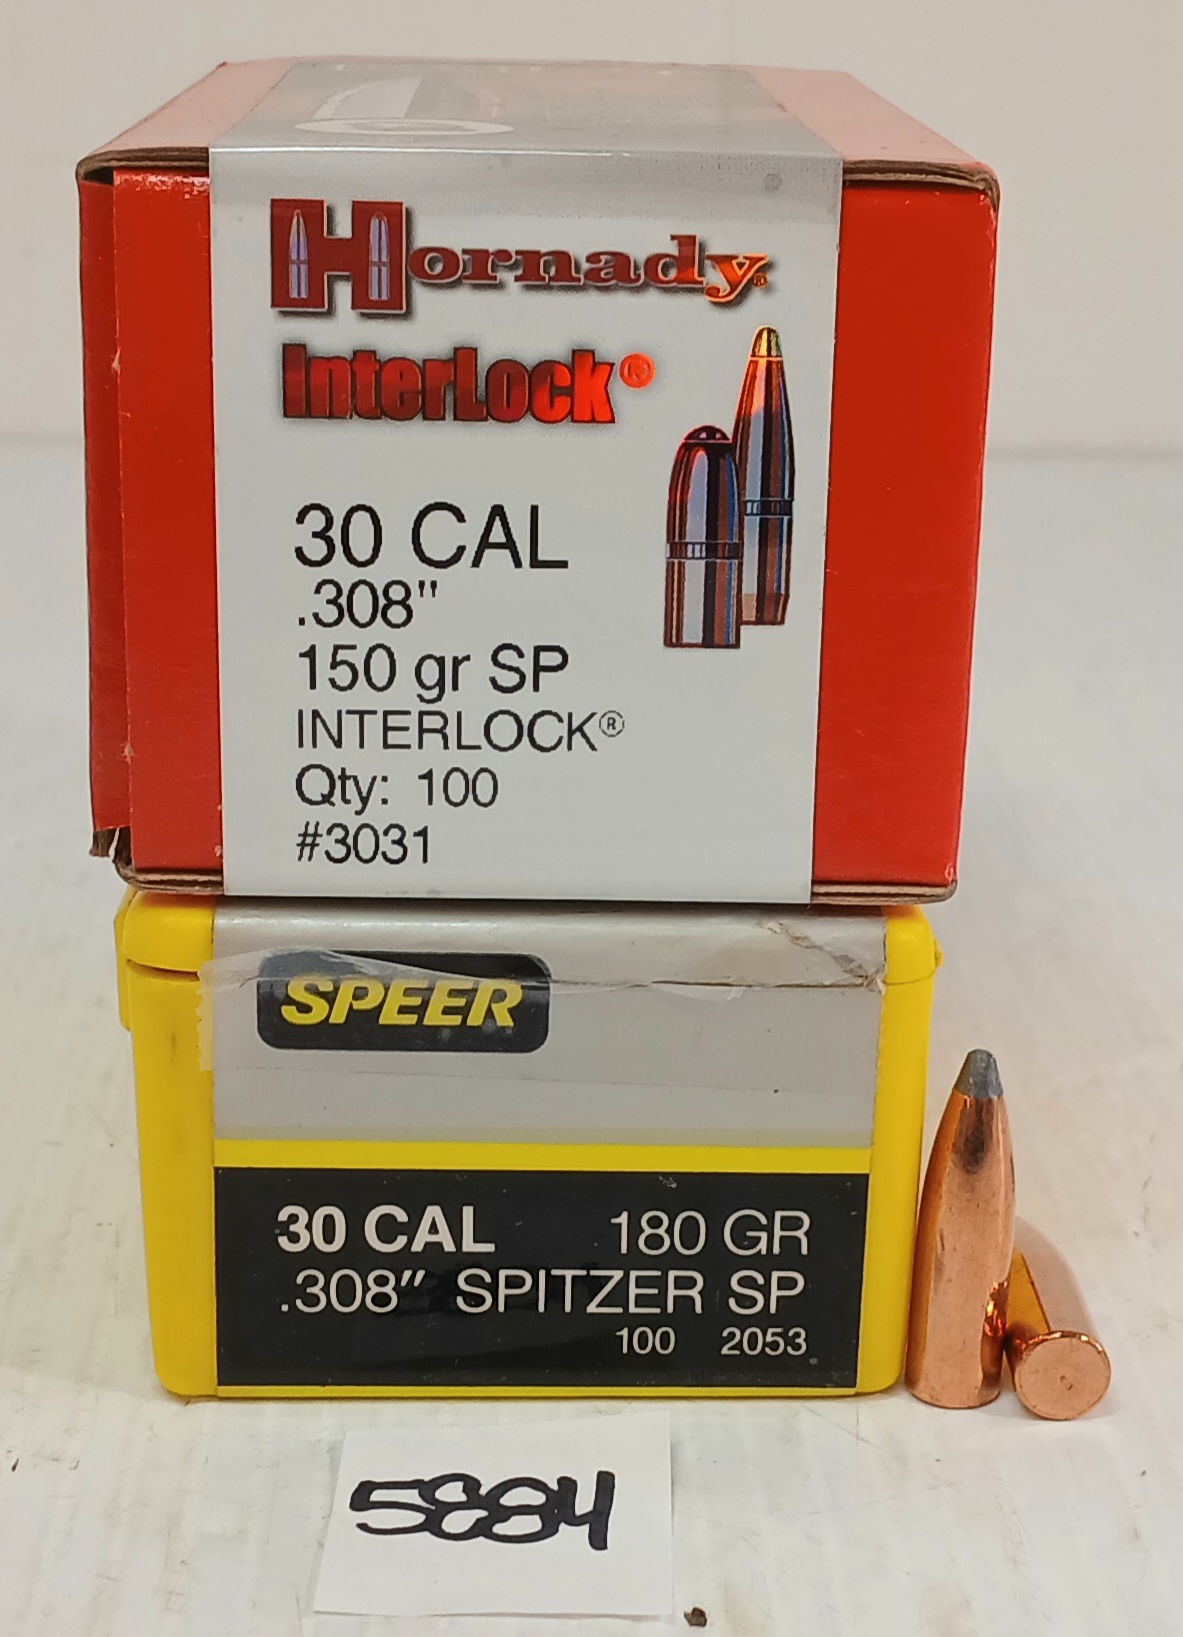 Hornady®
InterLock®
30 CAL
.308"
150 gr SP
INTERLOCK®
Qty: 100
#3031
SPEER
30 CAL 180 GR
.308" SPITZER SP
100 2053
5884